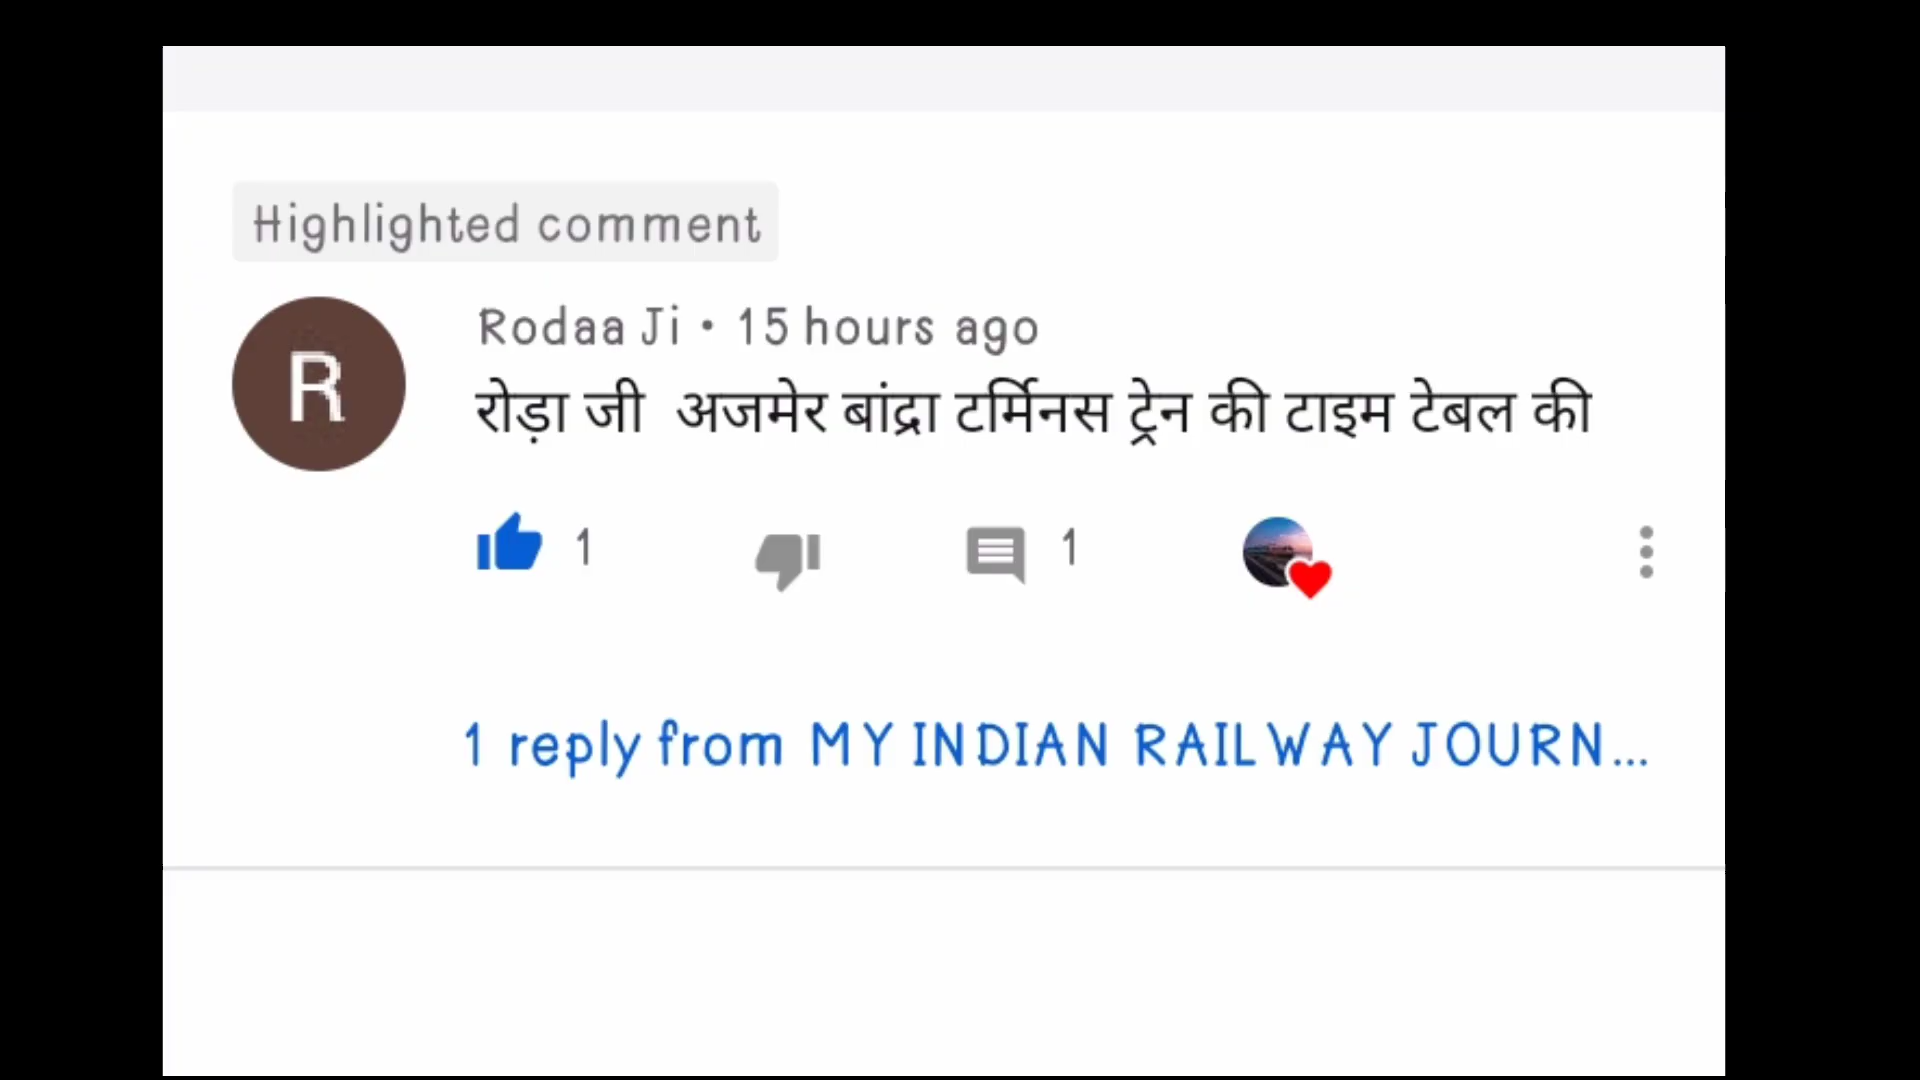 Highlighted comment
R
Rodaa Ji • 15 hours ago
रोड़ा जी अजमेर बांद्रा टर्मिनस ट्रेन की टाइम टेबल की
1 1
1 reply from MY INDIAN RAILWAY JOURN...